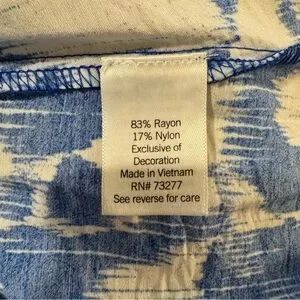 83% Rayon
17% Nylon
Exclusive of
Decoration
Made in Vietnam
RN# 73277
See reverse for care